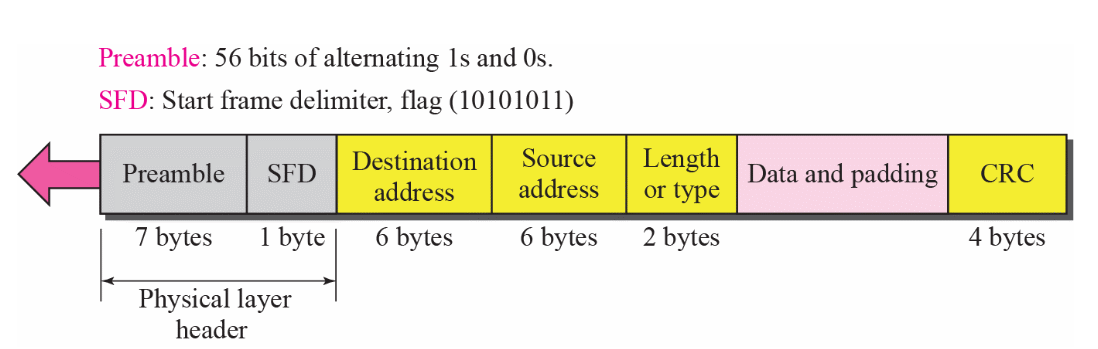 Preamble: 56 bits of alternating 1s and 0s.
SFD: Start frame delimiter, flag (10101011)
Preamble
SFD
Destination
address
Source
address
Length
or type
Data and padding
CRC
7 bytes
1 byte
6 bytes
6 bytes
2 bytes
4 bytes
Physical layer
header